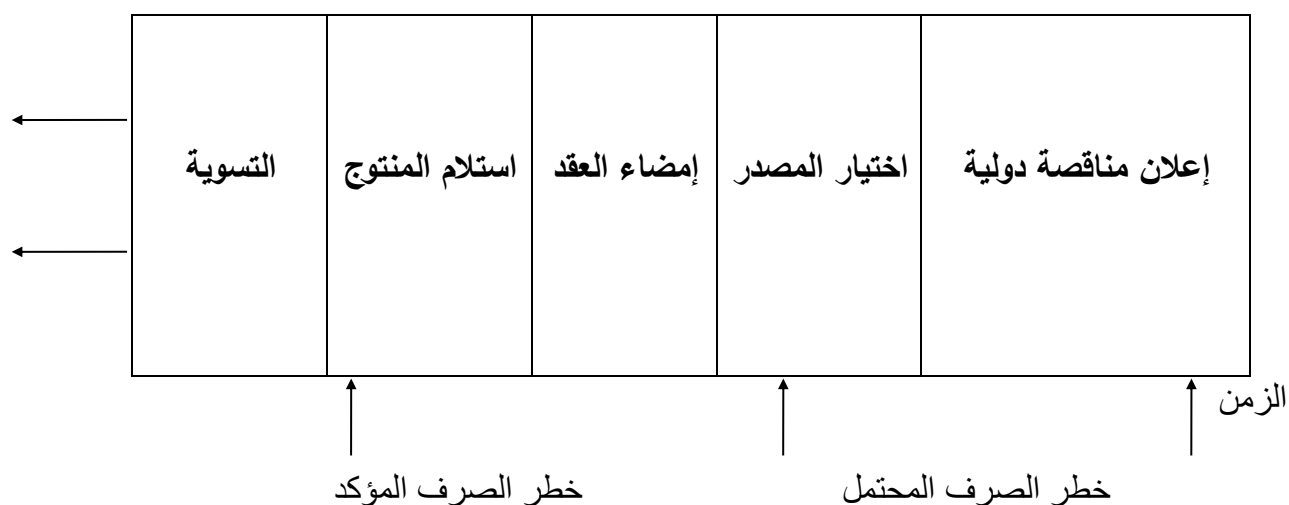 إعلان مناقصة دولية
اختيار المصدر
إمضاء العقد
استلام المنتوج
التسوية
الزمن
خطر الصرف المحتمل
خطر الصرف المؤكد